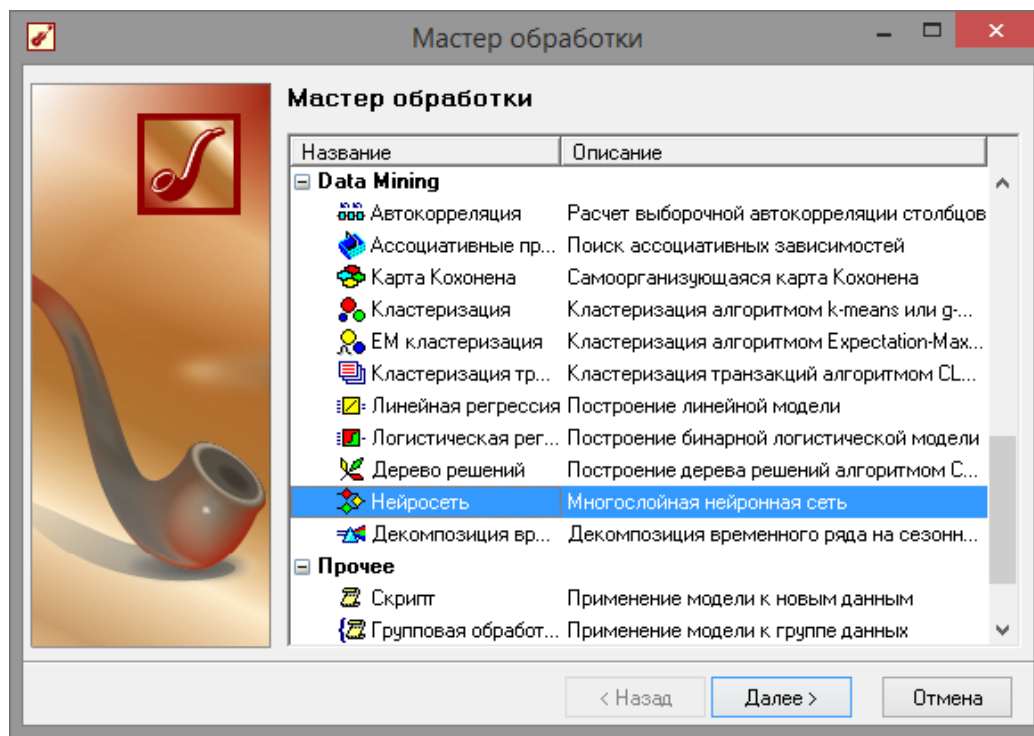 Мастер обработки
Мастер обработки
Название Описание
Data Mining
Автокорреляция Расчет выборочной автокорреляции столбцов
Ассоциативные пр... Поиск ассоциативных зависимостей
Карта Кохонена Самоорганизующаяся карта Кохонена
Кластеризация Кластеризация алгоритмом k-means или g-...
EM кластеризация Кластеризация алгоритмом Expectation-Max...
Кластеризация тр... Кластеризация транзакций алгоритмом CL...
Линейная регрессия Построение линейной модели
Логистическая рег... Построение бинарной логистической модели
Дерево решений Построение дерева решений алгоритмом C...
Нейросеть Многослойная нейронная сеть
Декомпозиция вр... Декомпозиция временного ряда на сезонн...
Прочее
Скрипт Применение модели к новым данным
Групповая обработ... Применение модели к группе данных
< Назад Далее > Отмена